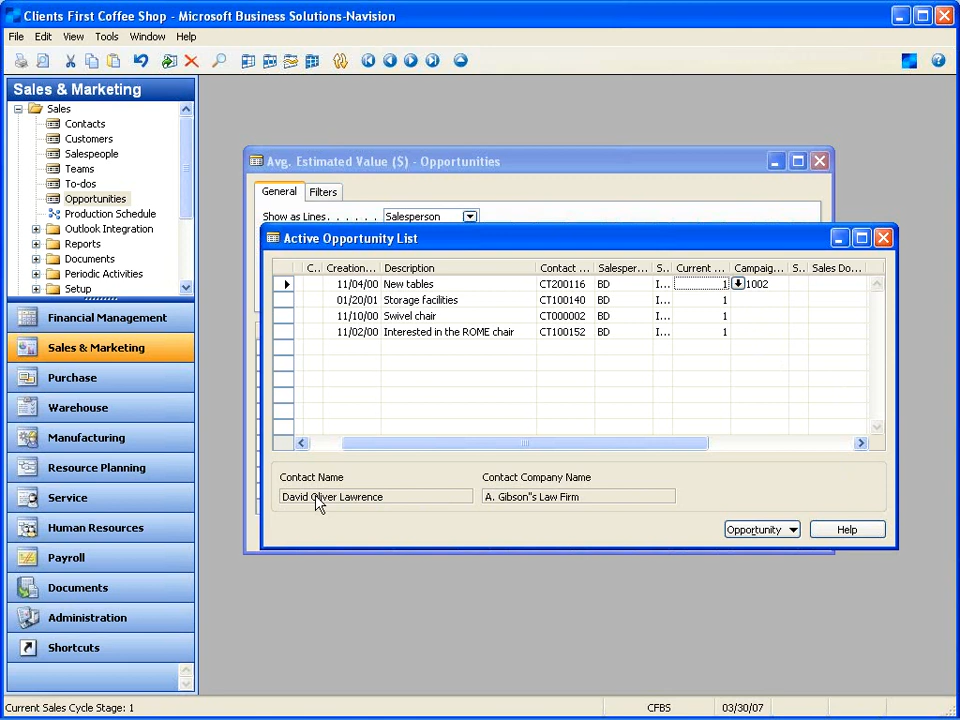 Clients First Coffee Shop - Microsoft Business Solutions-Navision
File Edit View Tools Window Help
Sales & Marketing
Sales
Contacts
Customers
Salespeople
Teams
To-dos
Opportunities
Production Schedule
Outlook Integration
Reports
Documents
Periodic Activities
Setup
Financial Management
Sales & Marketing
Purchase
Warehouse
Manufacturing
Resource Planning
Service
Human Resources
Payroll
Documents
Administration
Shortcuts
Avg. Estimated Value ($) - Opportunities
General Filters
Show as Lines . . . . . . Salesperson
Active Opportunity List
C... Creation... Description Contact ... Salesper... S... Current ... Campaig... S... Sales Do...
11/04/00 New tables CT200116 BD I... 1 1002
01/20/01 Storage facilities CT100140 BD I... 1
11/10/00 Swivel chair CT000002 BD I... 1
11/02/00 Interested in the ROME chair CT100152 BD I... 1
Contact Name Contact Company Name
David Oliver Lawrence A. Gibson"s Law Firm
Opportunity Help
Current Sales Cycle Stage: 1 CFBS 03/30/07